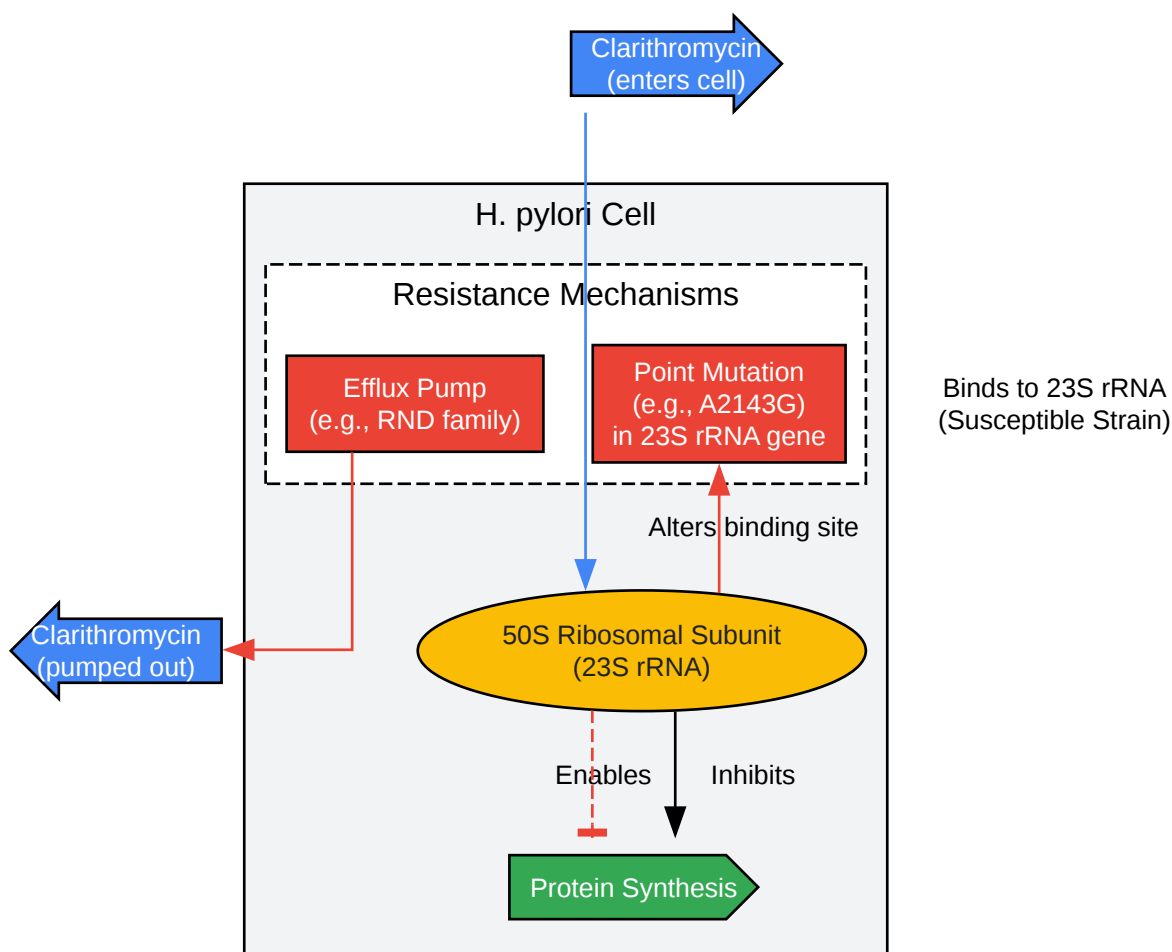 Clarithromycin
(enters cell)
H. pylori Cell
Resistance Mechanisms
Efflux Pump
(e.g., RND family)
Point Mutation
(e.g., A2143G)
in 23S rRNA gene
Binds to 23S rRNA
(Susceptible Strain)
Alters binding site
Clarithromycin
(pumped out)
50S Ribosomal Subunit
(23S rRNA)
Enables
Inhibits
Protein Synthesis